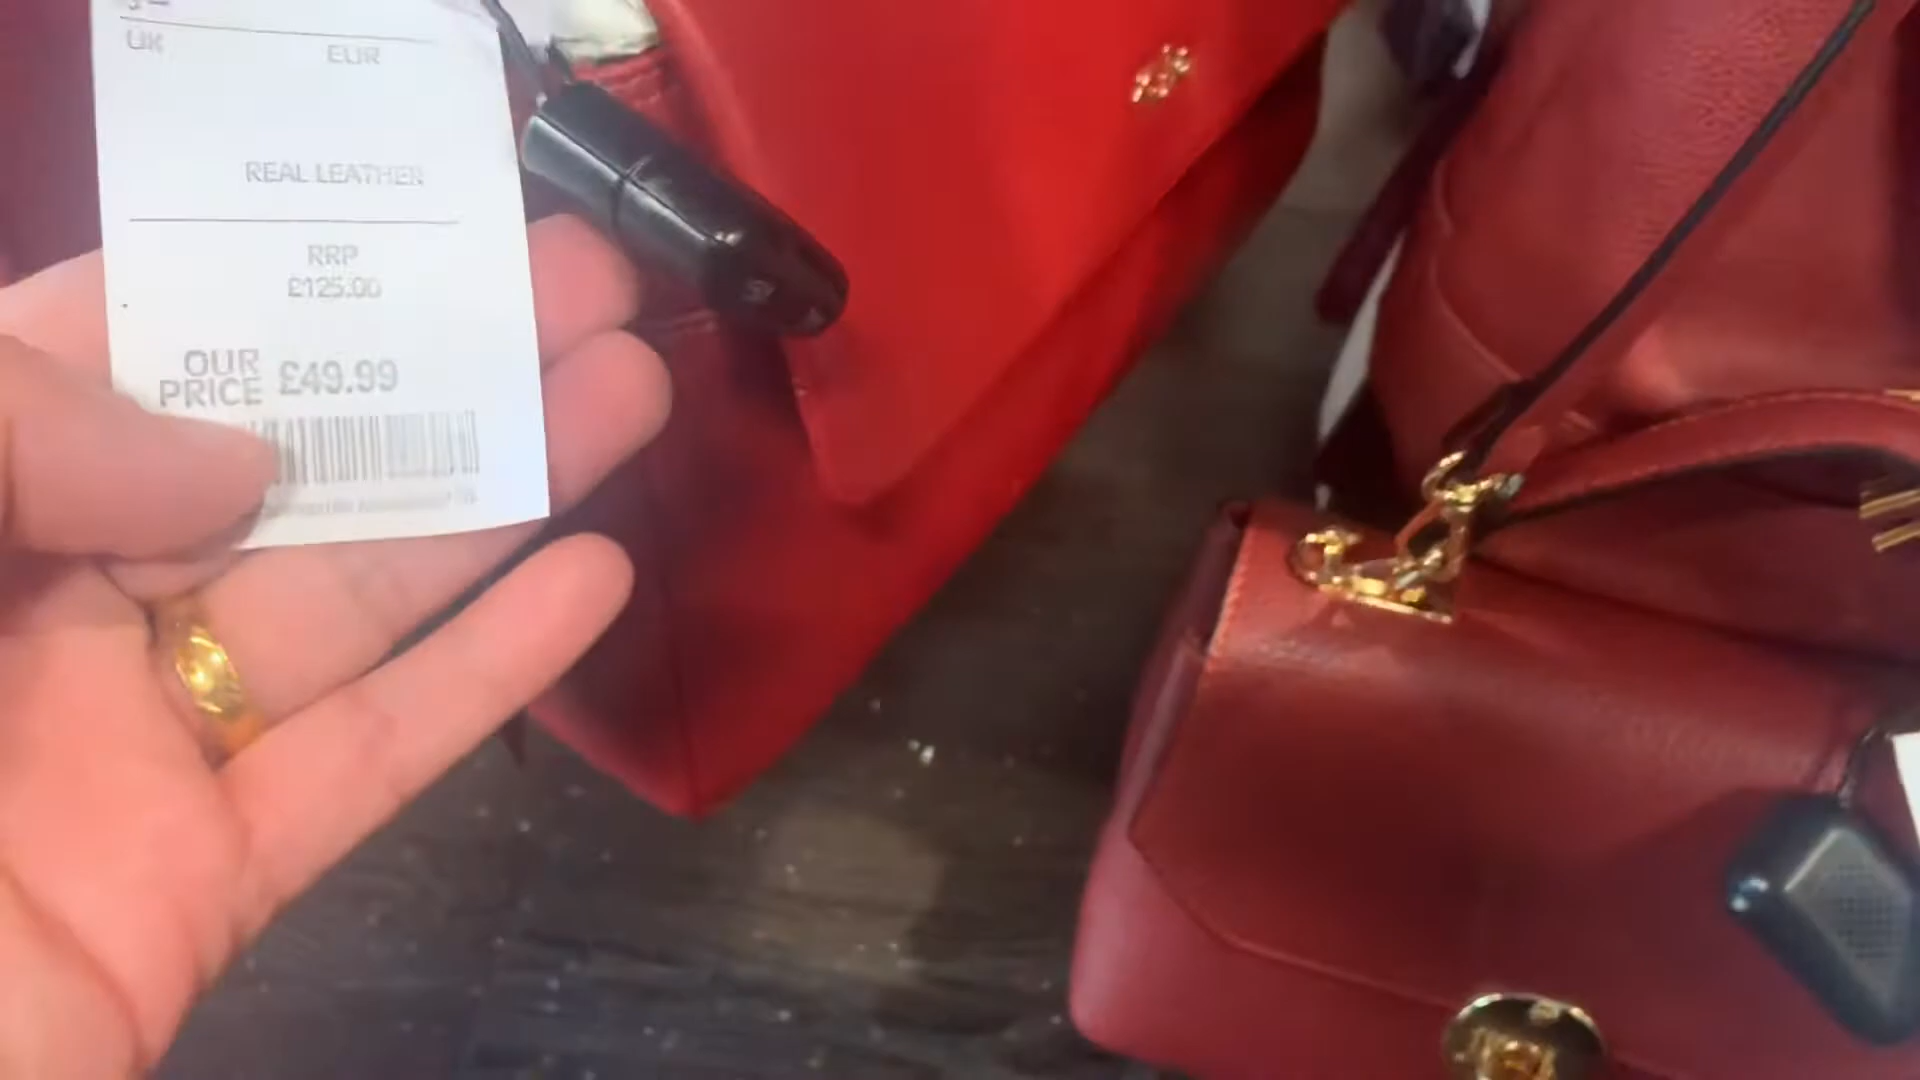 UK EUR
REAL LEATHER
RRP
£125.00
OUR
PRICE £49.99